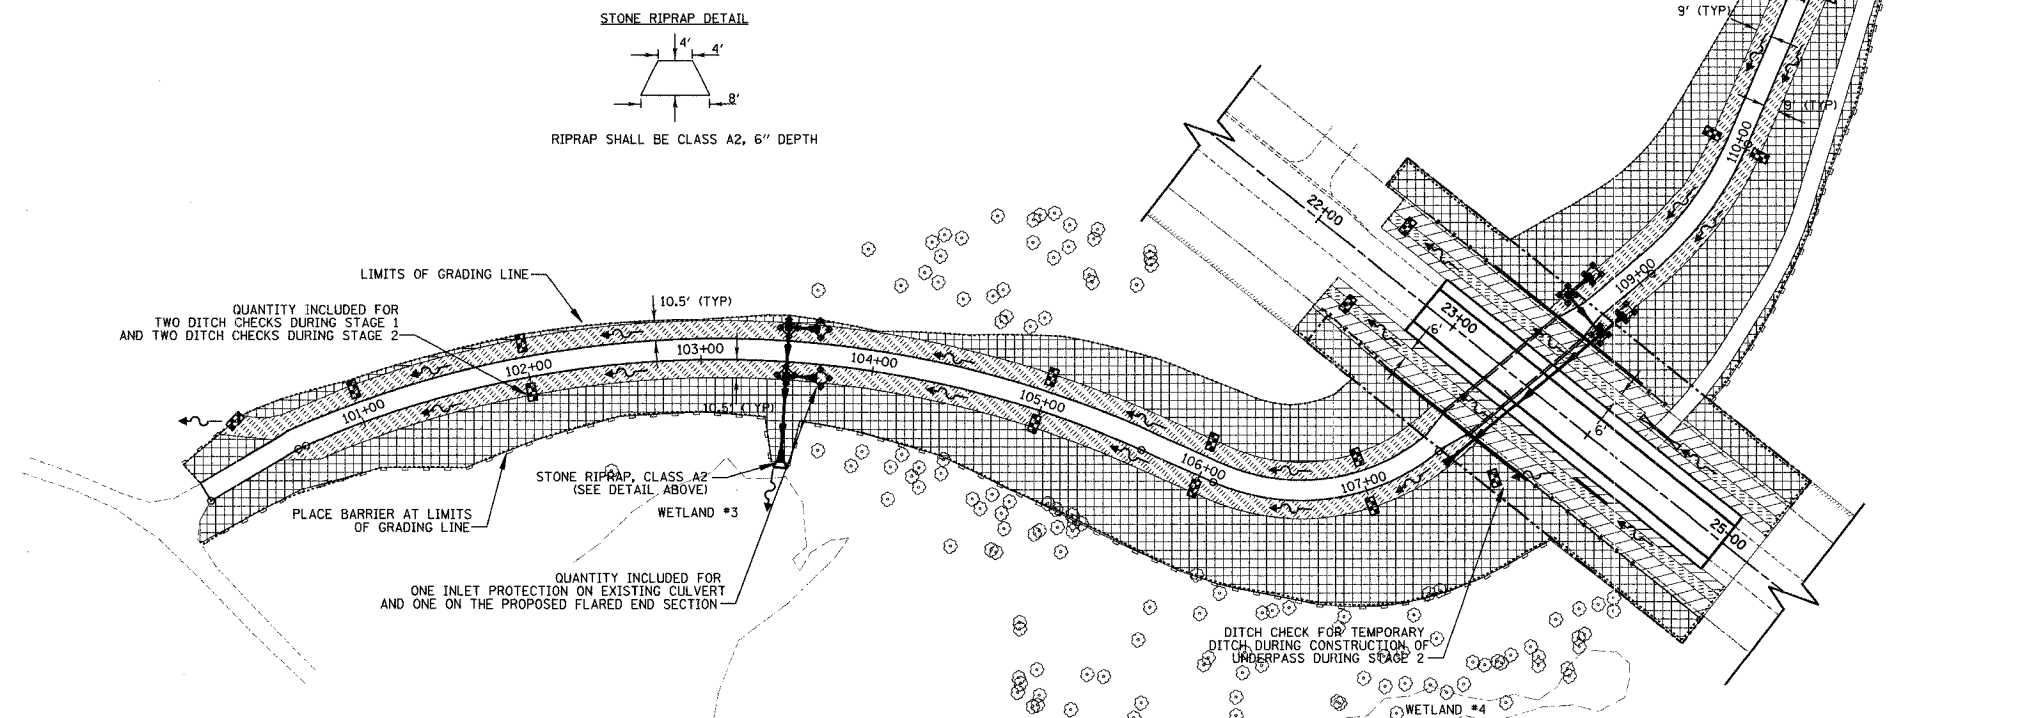 STONE RIPRAP DETAIL
4'
4'
8'
RIPRAP SHALL BE CLASS A2, 6" DEPTH
9' (TYP)
9' (TYP)
110+00
109+00
22+00
23+00
6'
6'
25+00
LIMITS OF GRADING LINE
10.5' (TYP)
QUANTITY INCLUDED FOR
TWO DITCH CHECKS DURING STAGE 1
AND TWO DITCH CHECKS DURING STAGE 2
101+00
102+00
103+00
104+00
105+00
106+00
107+00
10.5' (TYP)
STONE RIPRAP, CLASS A2
(SEE DETAIL ABOVE)
WETLAND #3
PLACE BARRIER AT LIMITS
OF GRADING LINE
QUANTITY INCLUDED FOR
ONE INLET PROTECTION ON EXISTING CULVERT
AND ONE ON THE PROPOSED FLARED END SECTION
DITCH CHECK FOR TEMPORARY
DITCH DURING CONSTRUCTION OF
UNDERPASS DURING STAGE 2
WETLAND #4